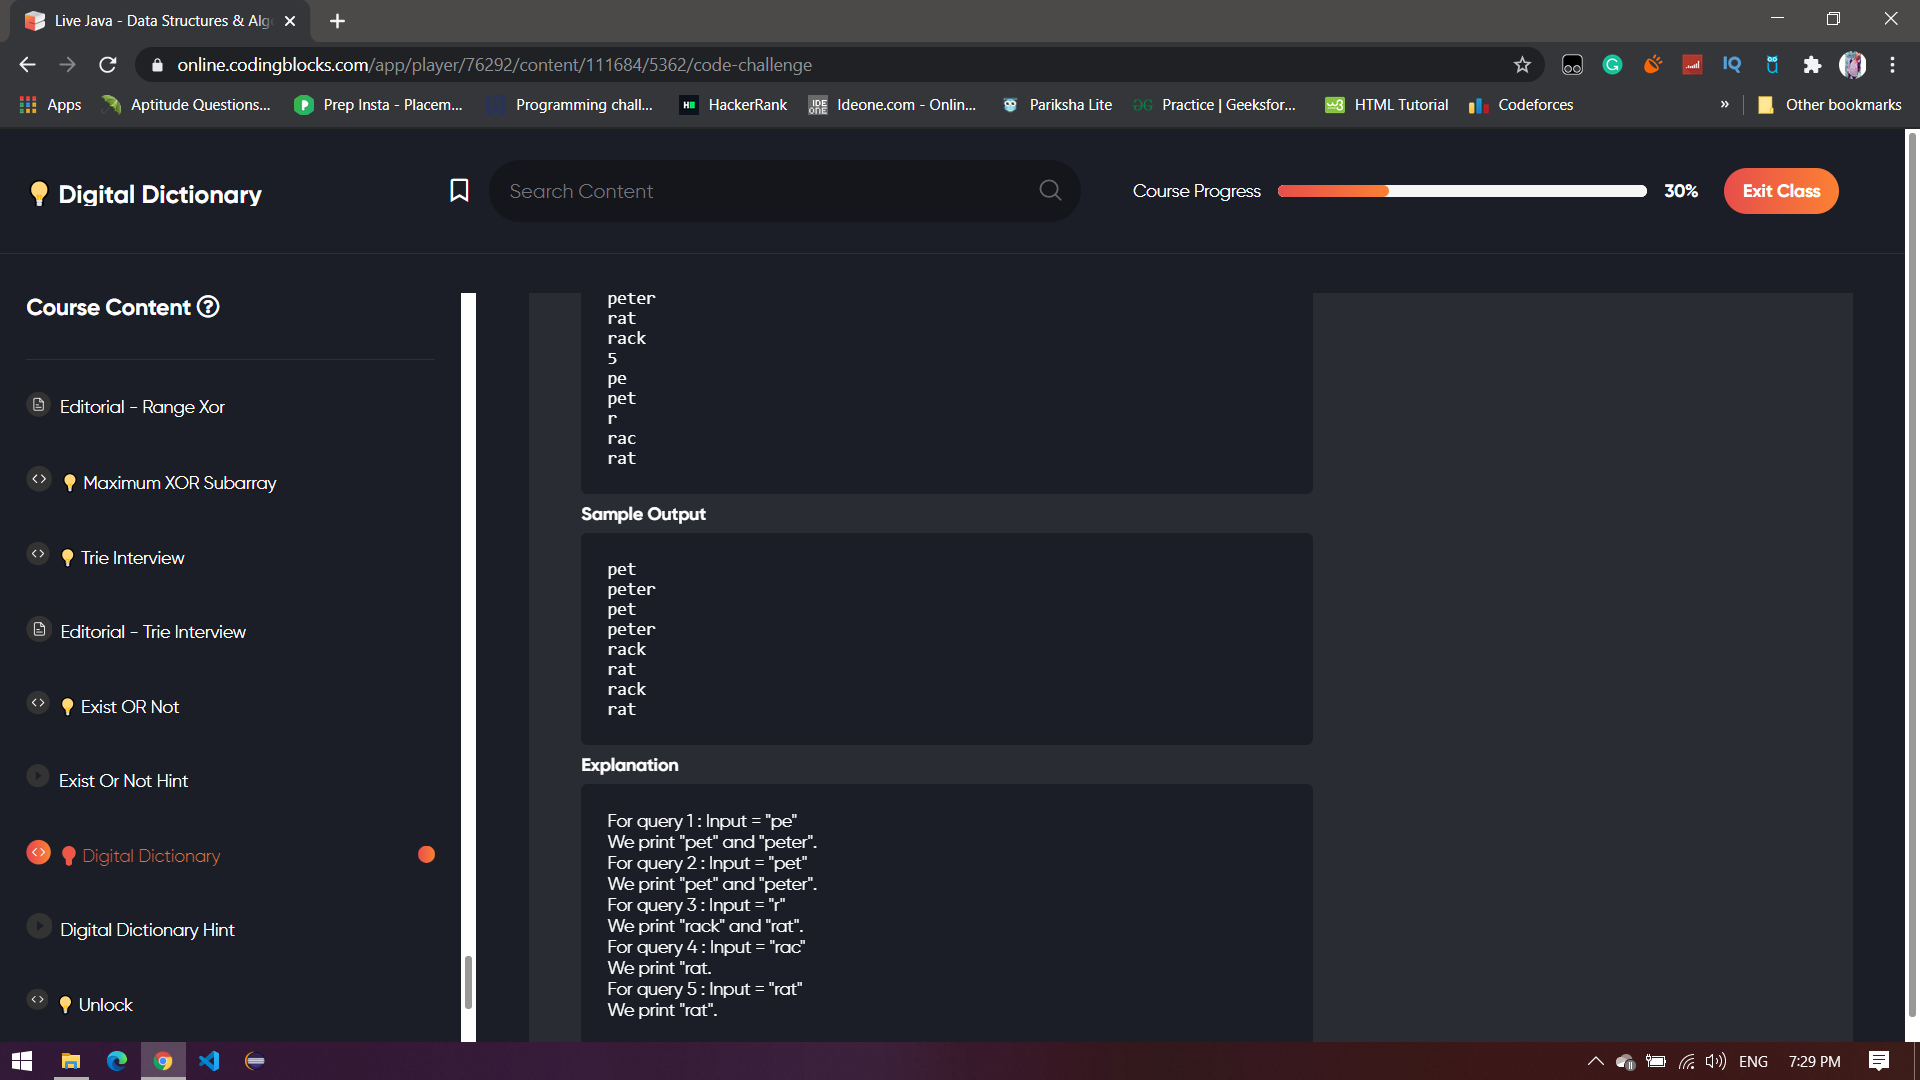 Live Java - Data Structures & Alg
online.codingblocks.com/app/player/76292/content/111684/5362/code-challenge
Apps
Aptitude Questions...
Prep Insta - Placem...
Programming chall...
HackerRank
Ideone.com - Onlin...
Pariksha Lite
Practice | Geeksfor...
HTML Tutorial
Codeforces
»
Other bookmarks
Digital Dictionary
Search Content
Course Progress
30%
Exit Class
Course Content
Editorial - Range Xor
Maximum XOR Subarray
Trie Interview
Editorial - Trie Interview
Exist OR Not
Exist Or Not Hint
Digital Dictionary
Digital Dictionary Hint
Unlock
peter
rat
rack
5
pe
pet
r
rac
rat
Sample Output
pet
peter
pet
peter
rack
rat
rack
rat
Explanation
For query 1 : Input = "pe"
We print "pet" and "peter".
For query 2 : Input = "pet"
We print "pet" and "peter".
For query 3 : Input = "r"
We print "rack" and "rat".
For query 4 : Input = "rac"
We print "rat.
For query 5 : Input = "rat"
We print "rat".
ENG
7:29 PM